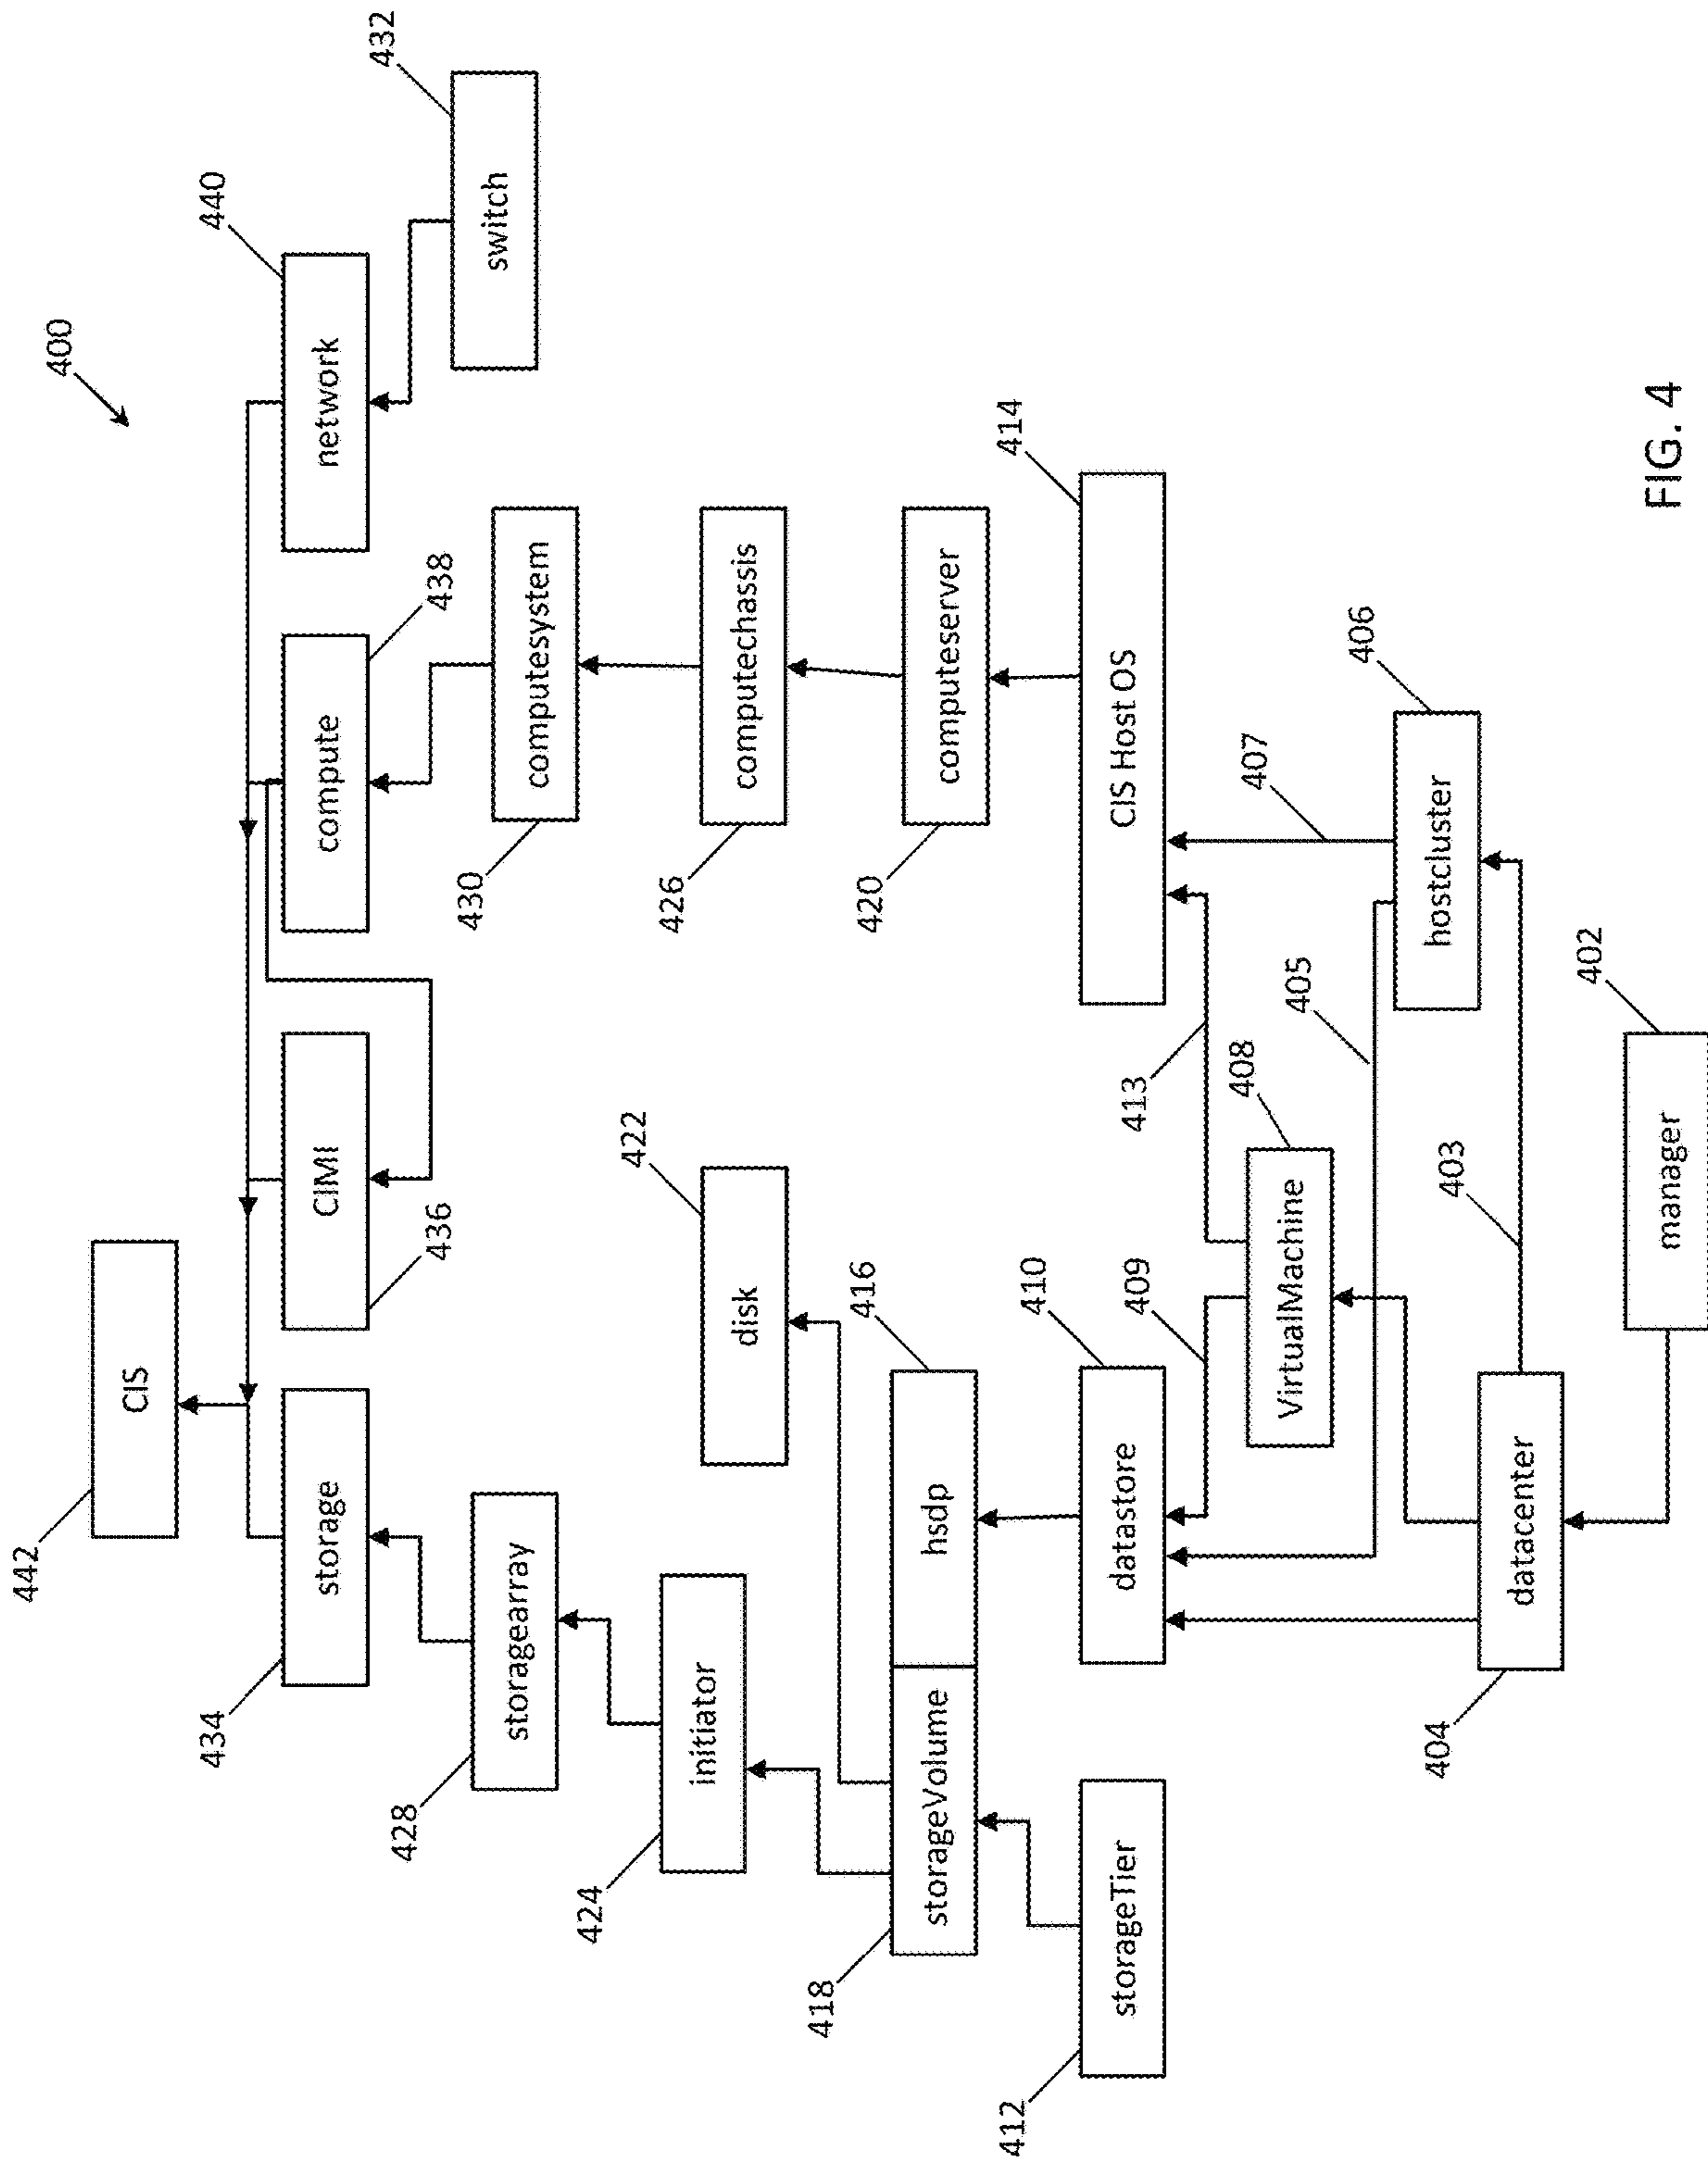 400
442
CIS
434
storage
436
CIMI
438
compute
440
network
432
switch
428
storagearray
430
computesystem
424
initiator
422
disk
426
computechassis
418
storageVolume
hsdp
416
420
computeserver
412
storageTier
datastore
410
CIS Host OS
414
409
413
VirtualMachine
408
405
407
404
datacenter
403
hostcluster
406
manager
402
FIG. 4